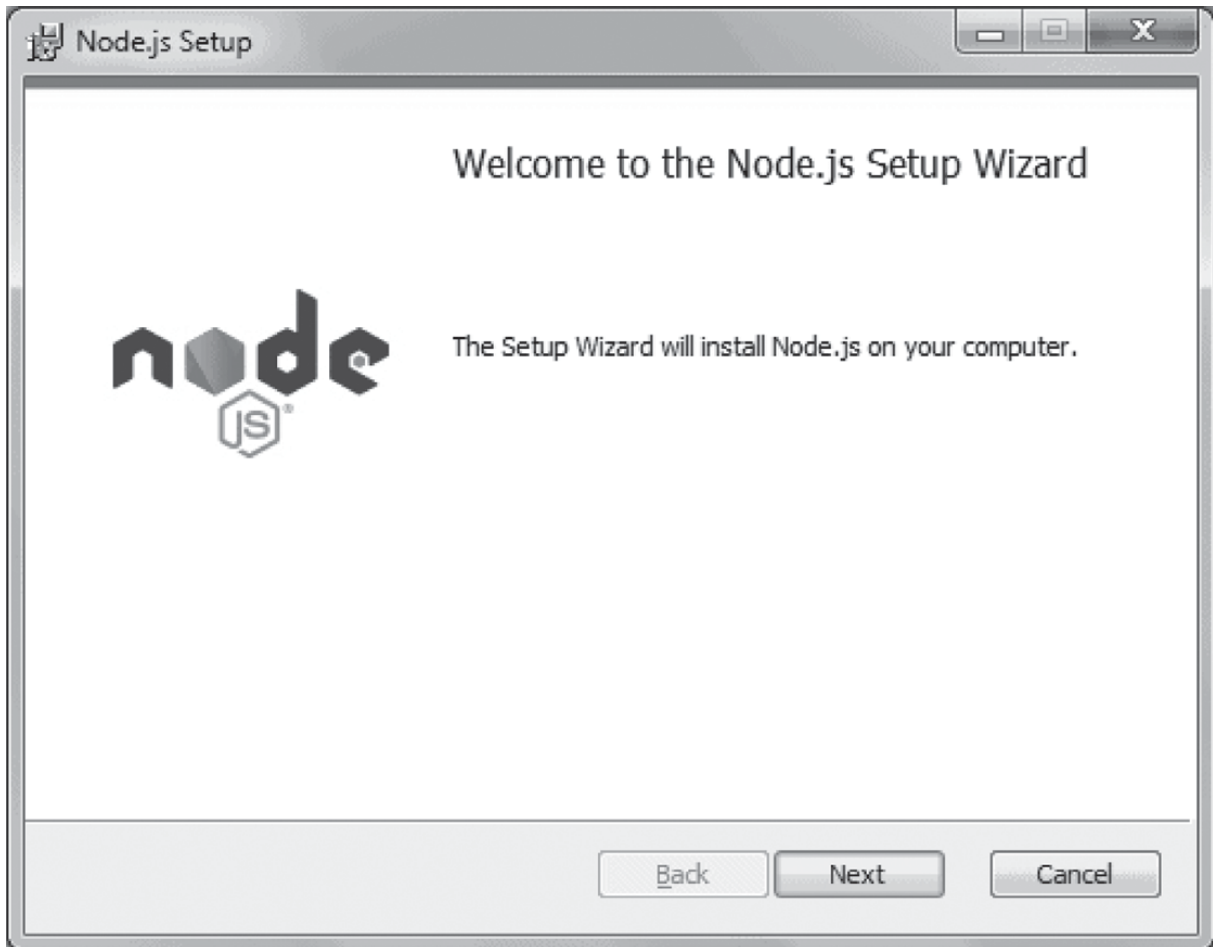 Node.js Setup
Welcome to the Node.js Setup Wizard
node
JS®
The Setup Wizard will install Node.js on your computer.
Back
Next
Cancel